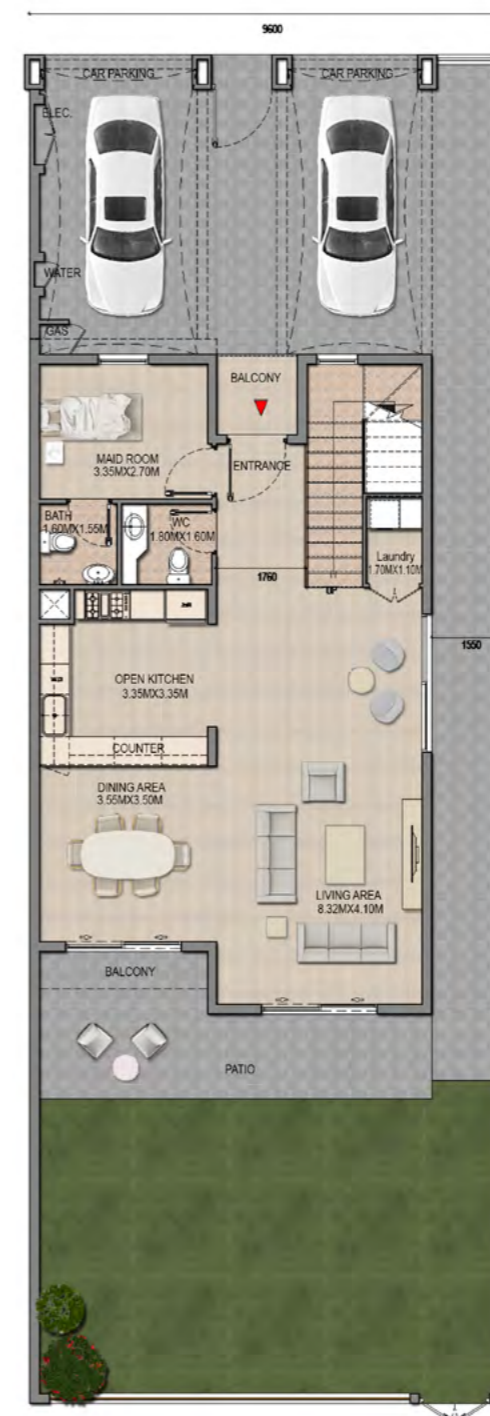 9600
CAR PARKING
CAR PARKING
ELEC.
WATER
GAS
BALCONY
ENTRANCE
MAID ROOM
3.35MX2.70M
BATH
1.60MX1.55M
WC
1.80MX1.60M
Laundry
1.70MX1.10M
1760
UP
1550
OPEN KITCHEN
3.35MX3.35M
COUNTER
DINING AREA
3.55MX3.50M
LIVING AREA
8.32MX4.10M
BALCONY
PATIO